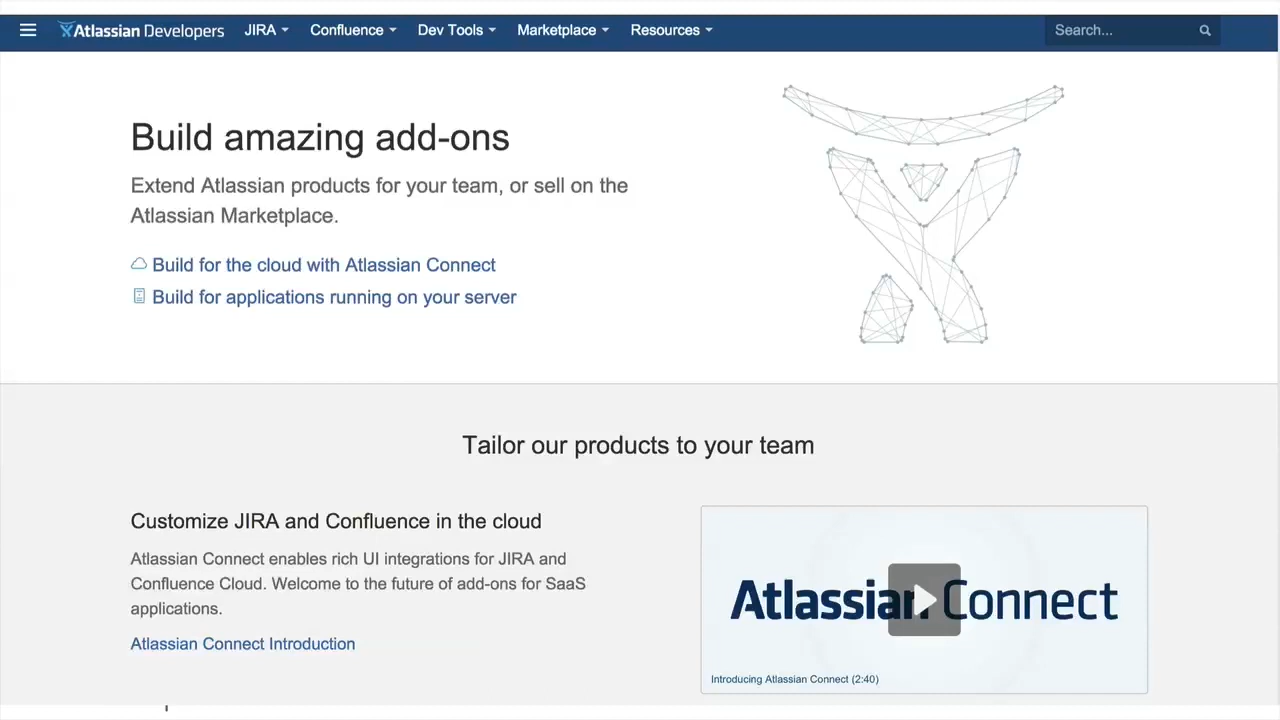 Atlassian Developers JIRA Confluence Dev Tools Marketplace Resources Search...
Build amazing add-ons
Extend Atlassian products for your team, or sell on the
Atlassian Marketplace.
Build for the cloud with Atlassian Connect
Build for applications running on your server
Tailor our products to your team
Customize JIRA and Confluence in the cloud
Atlassian Connect enables rich UI integrations for JIRA and
Confluence Cloud. Welcome to the future of add-ons for SaaS
applications.
Atlassian Connect Introduction
Atlassian Connect
Introducing Atlassian Connect (2:40)